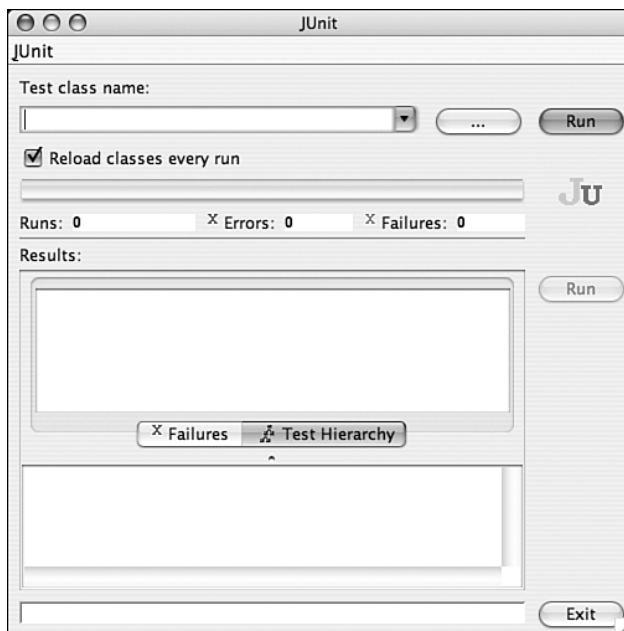 JUnit
JUnit
Test class name:
... Run
Reload classes every run
JU
Runs: 0 X Errors: 0 X Failures: 0
Results:
Run
X Failures Test Hierarchy
Exit